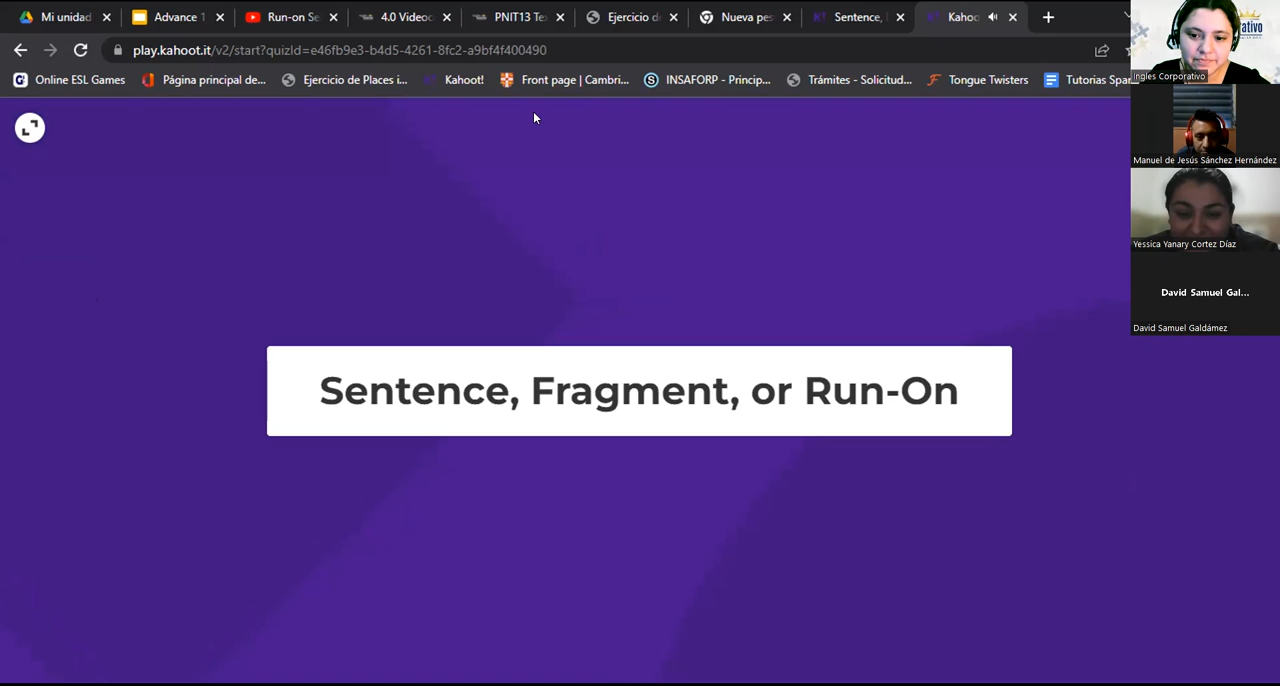 Mi unidad
Advance 1
Run-on Se
4.0 Videoc
PNIT13 Te
Ejercicio d
Nueva pes
Sentence,
Kahoo
play.kahoot.it/v2/start?quizId=e46fb9e3-b4d5-4261-8fc2-a9bf4f400490
Online ESL Games
Página principal de...
Ejercicio de Places i...
Kahoot!
Front page | Cambri...
INSAFORP - Princip...
Trámites - Solicitud...
Tongue Twisters
Tutorias Spar
ativo
Ingles Corporativo
Manuel de Jesús Sánchez Hernández
Yessica Yanary Cortez Díaz
David Samuel Gal...
David Samuel Galdámez
Sentence, Fragment, or Run-On